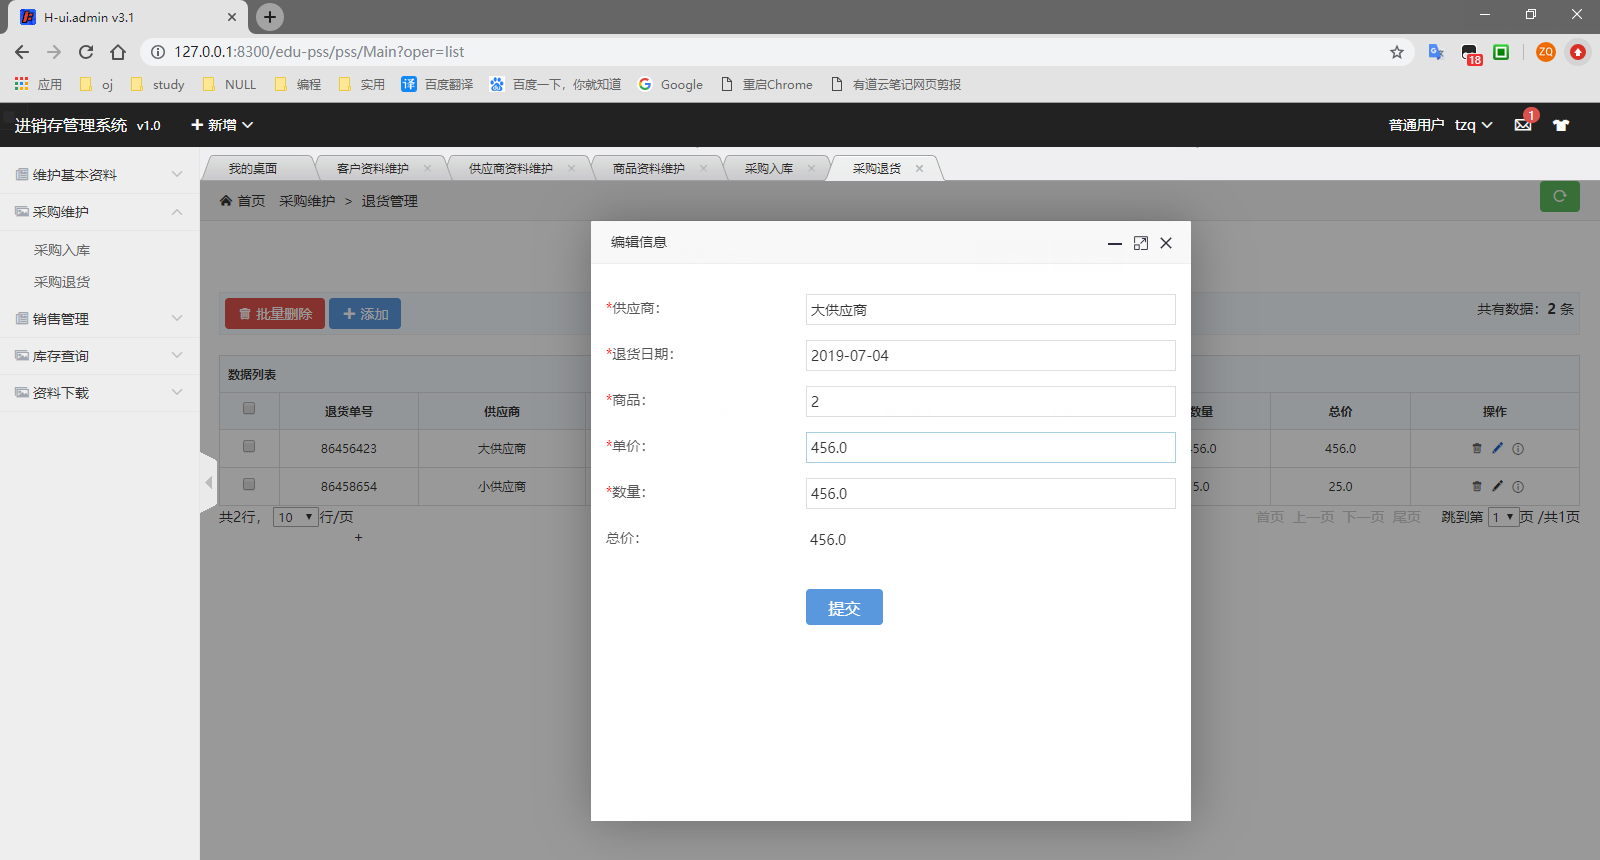 H-ui.admin v3.1
127.0.0.1:8300/edu-pss/pss/Main?oper=list
18
ZQ
应用 oj study NULL 编程 实用 译 百度翻译 百度一下，你就知道 Google 重启Chrome 有道云笔记网页剪报
进销存管理系统 v1.0 新增 普通用户 tzq 1
维护基本资料
采购维护
采购入库
采购退货
销售管理
库存查询
资料下载
我的桌面 客户资料维护 供应商资料维护 商品资料维护 采购入库 采购退货
首页 采购维护 > 退货管理
批量删除 添加 共有数据：2 条
数据列表
退货单号 供应商 数量 总价 操作
86456423 大供应商 56.0 456.0
86458654 小供应商 5.0 25.0
共2行， 10 行/页 首页 上一页 下一页 尾页 跳到第 1 页 /共1页
+
编辑信息
*供应商： 大供应商
*退货日期： 2019-07-04
*商品： 2
*单价： 456.0
*数量： 456.0
总价： 456.0
提交